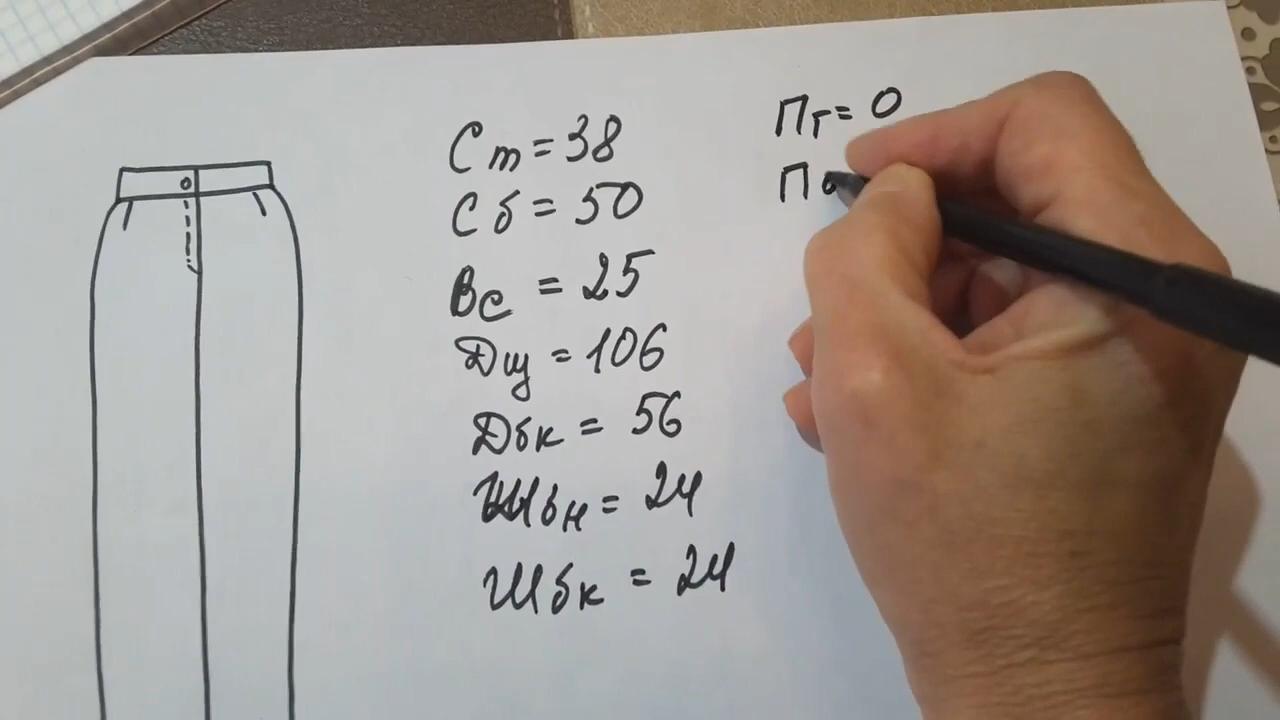 Ст = 38
Сб = 50
Вс = 25
Дш = 106
Дбк = 56
Шбн = 24
Шбк = 24
Пт = 0